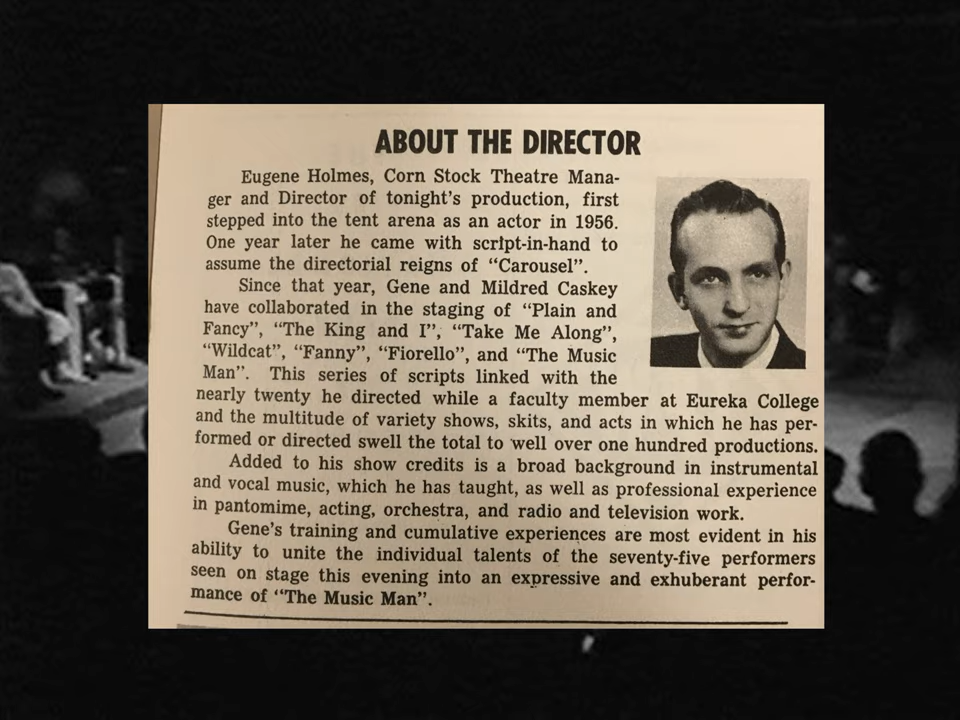 ABOUT THE DIRECTOR
Eugene Holmes, Corn Stock Theatre Mana-
ger and Director of tonight's production, first
stepped into the tent arena as an actor in 1956.
One year later he came with script-in-hand to
assume the directorial reigns of "Carousel".
Since that year, Gene and Mildred Caskey
have collaborated in the staging of "Plain and
Fancy", "The King and I", "Take Me Along",
"Wildcat", "Fanny", "Fiorello", and "The Music
Man". This series of scripts linked with the
nearly twenty he directed while a faculty member at Eureka College
and the multitude of variety shows, skits, and acts in which he has per-
formed or directed swell the total to well over one hundred productions.
Added to his show credits is a broad background in instrumental
and vocal music, which he has taught, as well as professional experience
in pantomime, acting, orchestra, and radio and television work.
Gene's training and cumulative experiences are most evident in his
ability to unite the individual talents of the seventy-five performers
seen on stage this evening into an expressive and exhuberant perfor-
mance of "The Music Man".